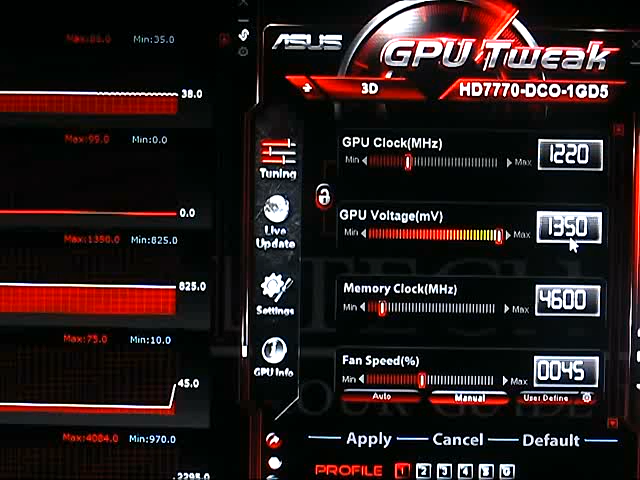 Max:85.0 Min:35.0
38.0
Max:99.0 Min:0.0
0.0
Max:1350.0 Min:825.0
825.0
Max:75.0 Min:10.0
45.0
Max:4084.0 Min:970.0
2295.0
ASUS GPU Tweak
3D HD7770-DCO-1GD5
Tuning
Live Update
Settings
GPU Info
GPU Clock(MHz)
Min Max 1220
GPU Voltage(mV)
Min Max 1350
Memory Clock(MHz)
Min Max 4600
Fan Speed(%)
Min Max 0045
Auto Manual User Define
Apply Cancel Default
PROFILE 1 2 3 4 5